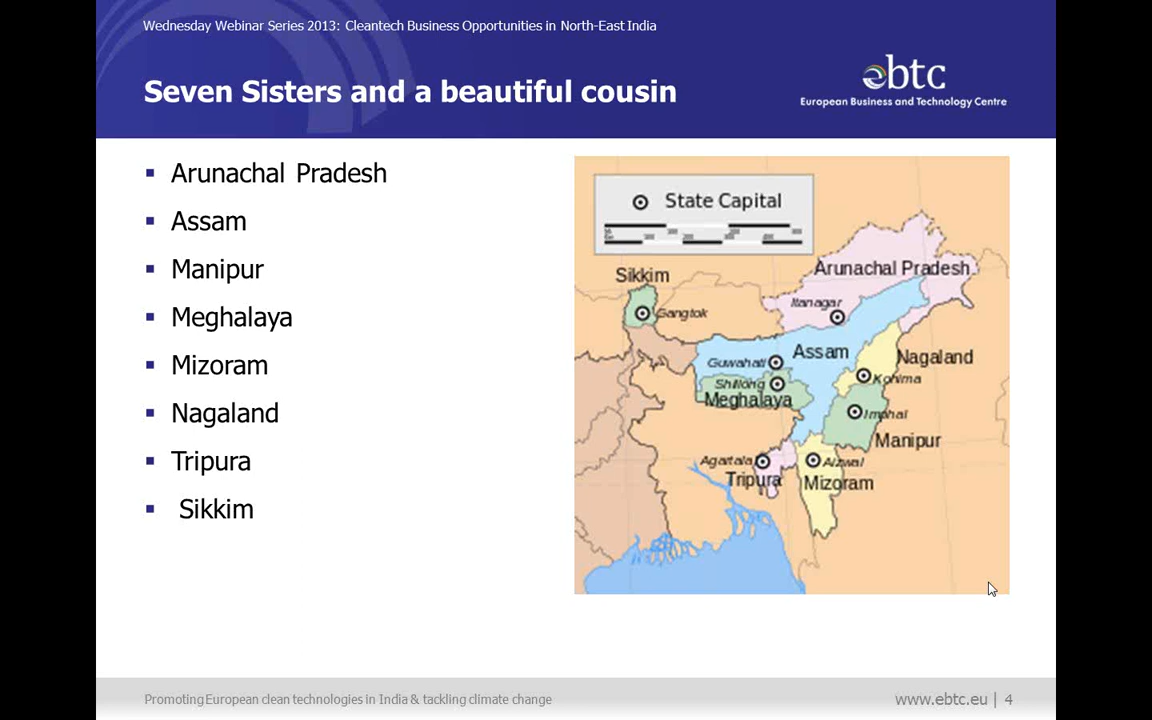 Wednesday Webinar Series 2013: Cleantech Business Opportunities in North-East India
Seven Sisters and a beautiful cousin
ebtc
European Business and Technology Centre
▪ Arunachal Pradesh
▪ Assam
▪ Manipur
▪ Meghalaya
▪ Mizoram
▪ Nagaland
▪ Tripura
▪ Sikkim
State Capital
Sikkim
Gangtok
Arunachal Pradesh
Itanagar
Assam
Guwahati
Nagaland
Kohima
Shillong
Meghalaya
Imphal
Manipur
Agartala
Tripura
Aizwal
Mizoram
Promoting European clean technologies in India & tackling climate change
www.ebtc.eu | 4